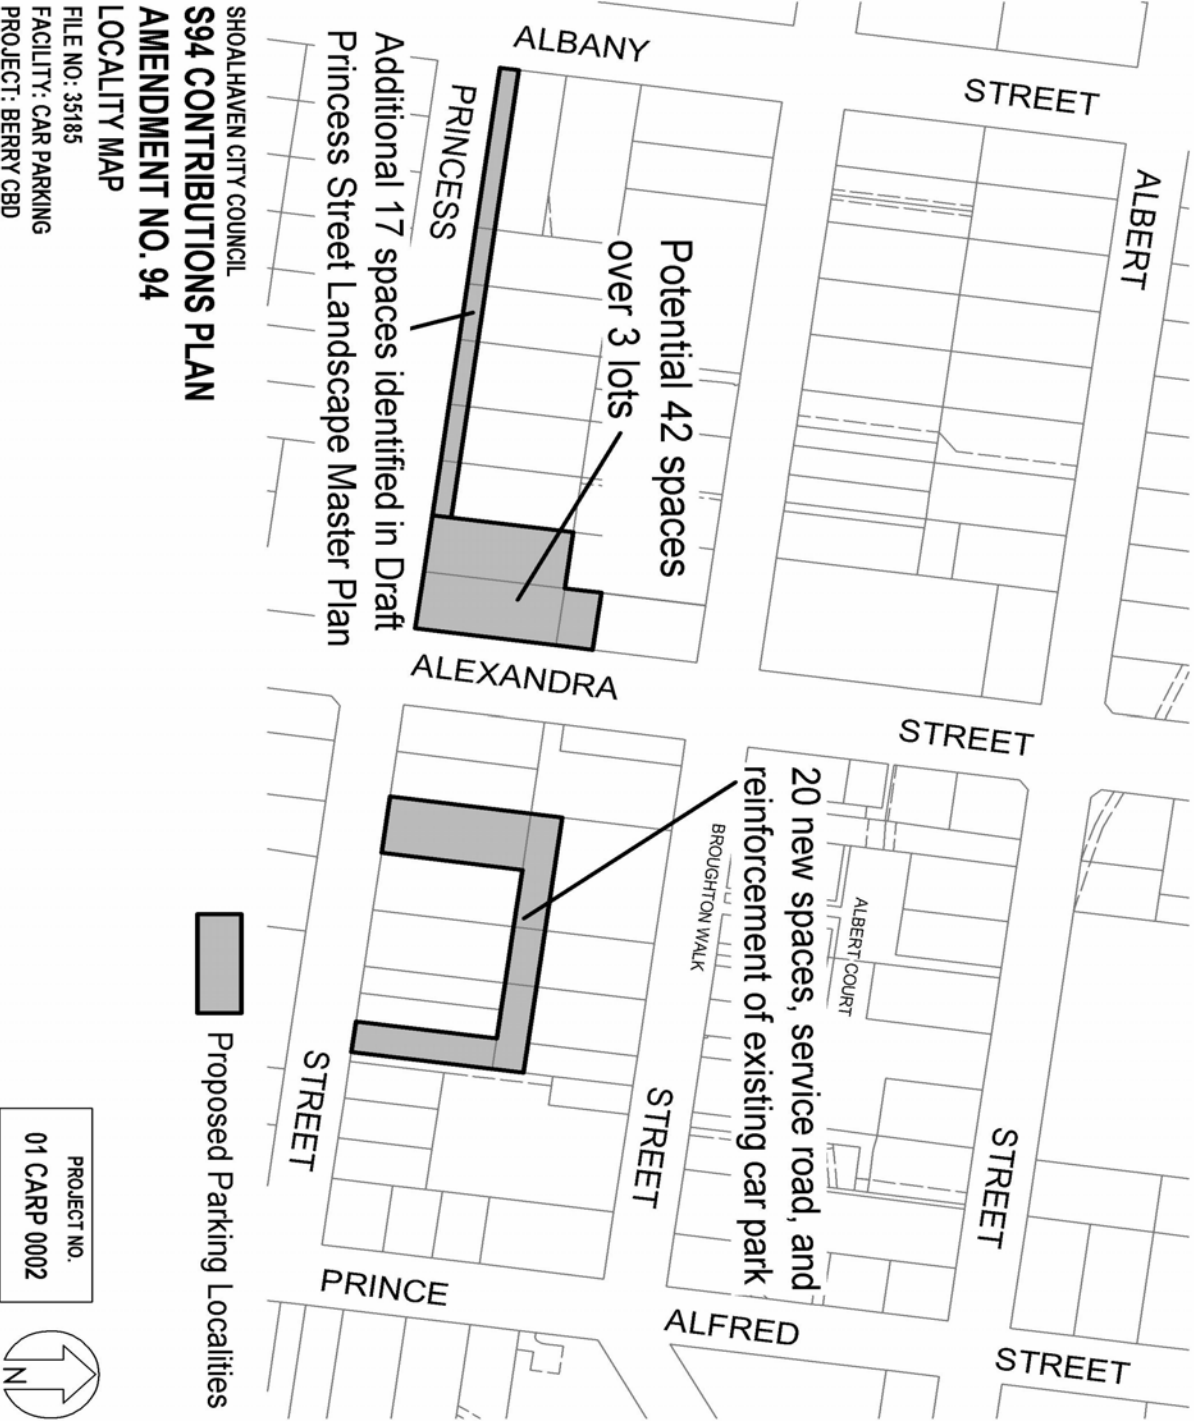 ALBANY
STREET
ALBERT
PRINCESS
Additional 17 spaces identified in Draft
Princess Street Landscape Master Plan
Potential 42 spaces
over 3 lots
ALEXANDRA
STREET
20 new spaces, service road, and
reinforcement of existing car park
BROUGHTON WALK
ALBERT COURT
STREET
STREET
STREET
PRINCE
ALFRED
STREET
SHOALHAVEN CITY COUNCIL
S94 CONTRIBUTIONS PLAN
AMENDMENT NO. 94
LOCALITY MAP
FILE NO: 35185
FACILITY: CAR PARKING
PROJECT: BERRY CBD
Proposed Parking Localities
PROJECT NO.
01 CARP 0002
N